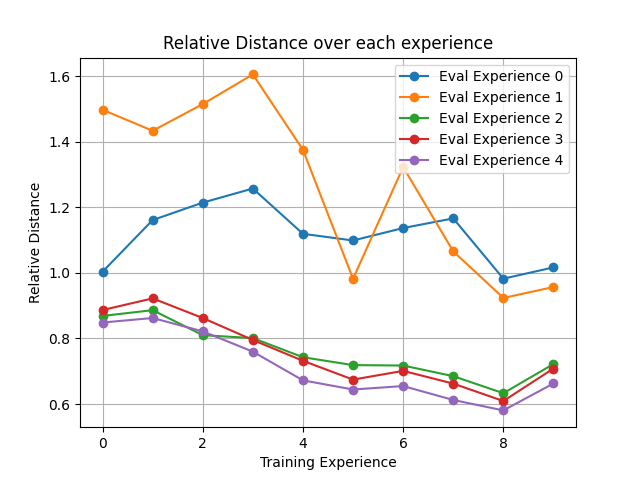 Relative Distance over each experience
Eval Experience 0
Eval Experience 1
Eval Experience 2
Eval Experience 3
Eval Experience 4
Relative Distance
1.6
1.4
1.2
1.0
0.8
0.6
0 2 4 6 8
Training Experience